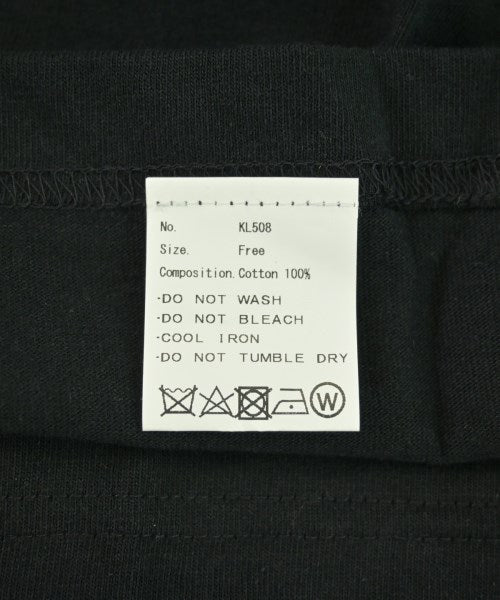 No. KL508
Size. Free
Composition. Cotton 100%
·DO NOT WASH
·DO NOT BLEACH
·COOL IRON
·DO NOT TUMBLE DRY
W